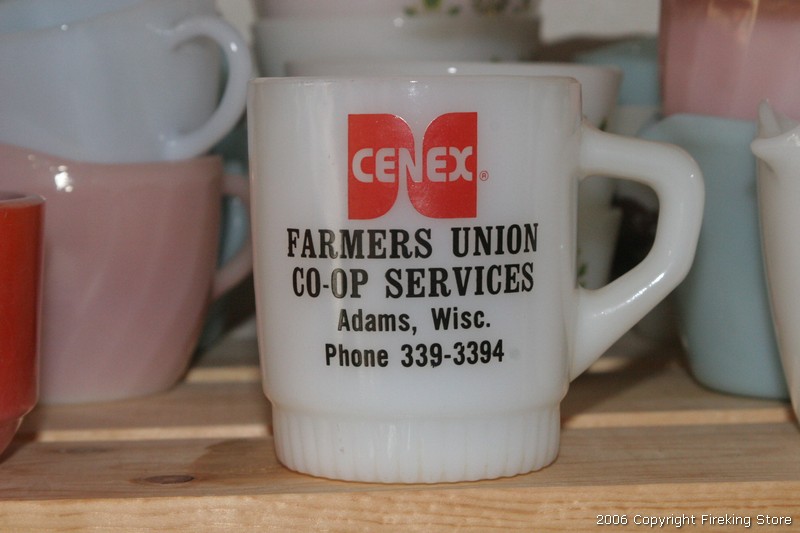 CENEX®
FARMERS UNION
CO-OP SERVICES
Adams, Wisc.
Phone 339-3394
2006 Copyright Fireking Store